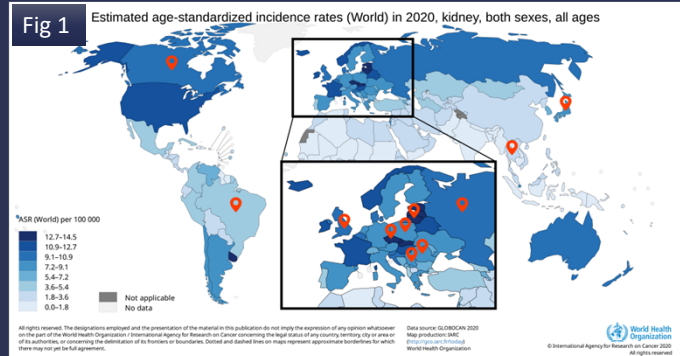 Fig 1
Estimated age-standardized incidence rates (World) in 2020, kidney, both sexes, all ages
ASR (World) per 100 000
12.7–14.5
10.9–12.7
9.1–10.9
7.2–9.1
5.4–7.2
3.6–5.4
1.8–3.6
0.0–1.8
Not applicable
No data
All rights reserved. The designations employed and the presentation of the material in this publication do not imply the expression of any opinion whatsoever
on the part of the World Health Organization / International Agency for Research on Cancer concerning the legal status of any country, territory, city or area or
of its authorities, or concerning the delimitation of its frontiers or boundaries. Dotted and dashed lines on maps represent approximate borderlines for which
there may not yet be full agreement.
Data source: GLOBOCAN 2020
Map production: IARC
(http://gco.iarc.fr/today)
World Health Organization
World Health
Organization
© International Agency for Research on Cancer 2020
All rights reserved